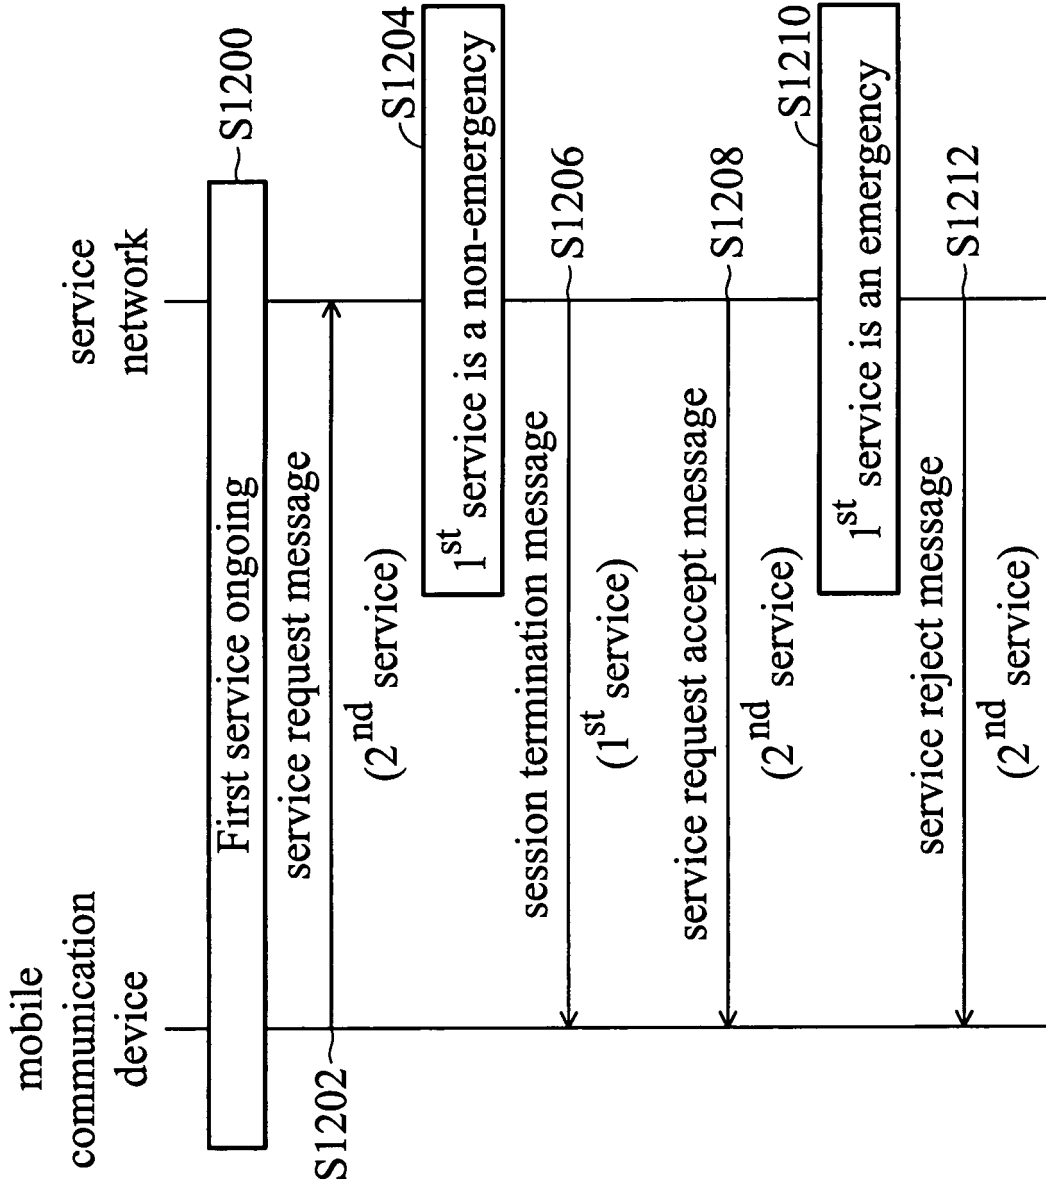 mobile
communication
device
service
network
First service ongoing
S1200
S1202
service request message
(2nd service)
S1204
1st service is a non-emergency
session termination message
(1st service)
S1206
service request accept message
(2nd service)
S1208
S1210
1st service is an emergency
service reject message
(2nd service)
S1212